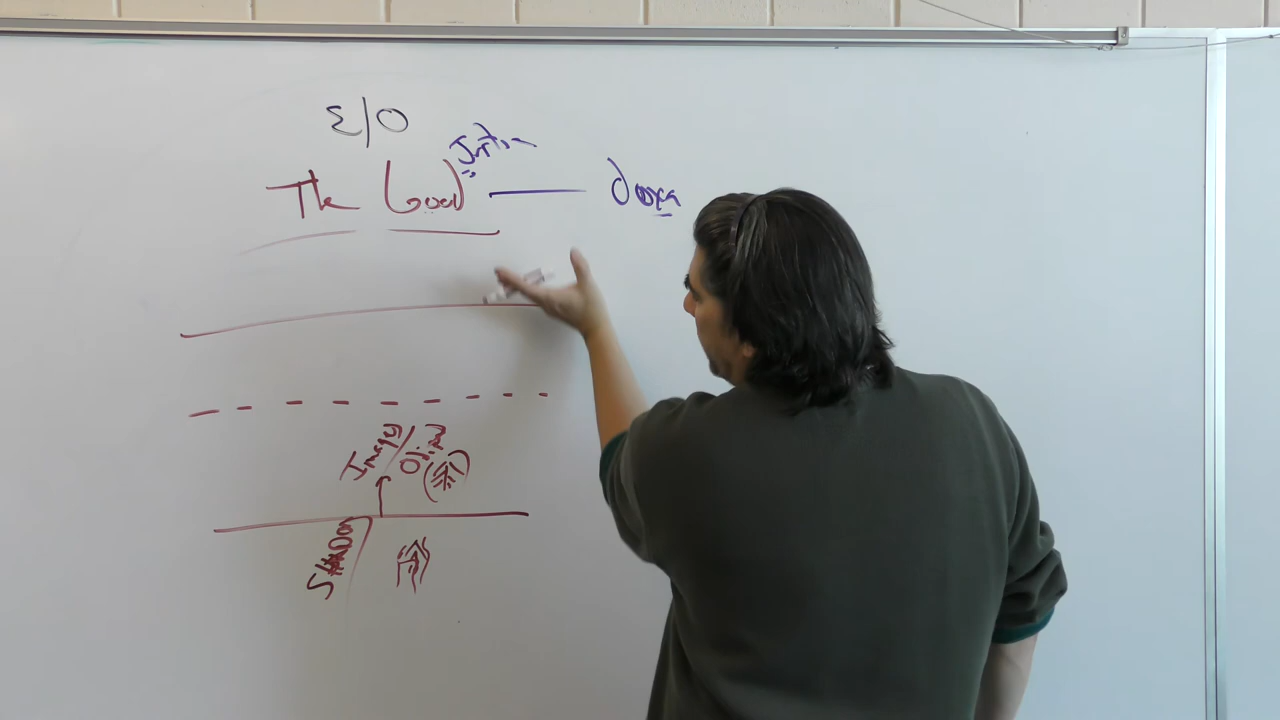 Σ/O
The Good — doxa
Image/
Shadow